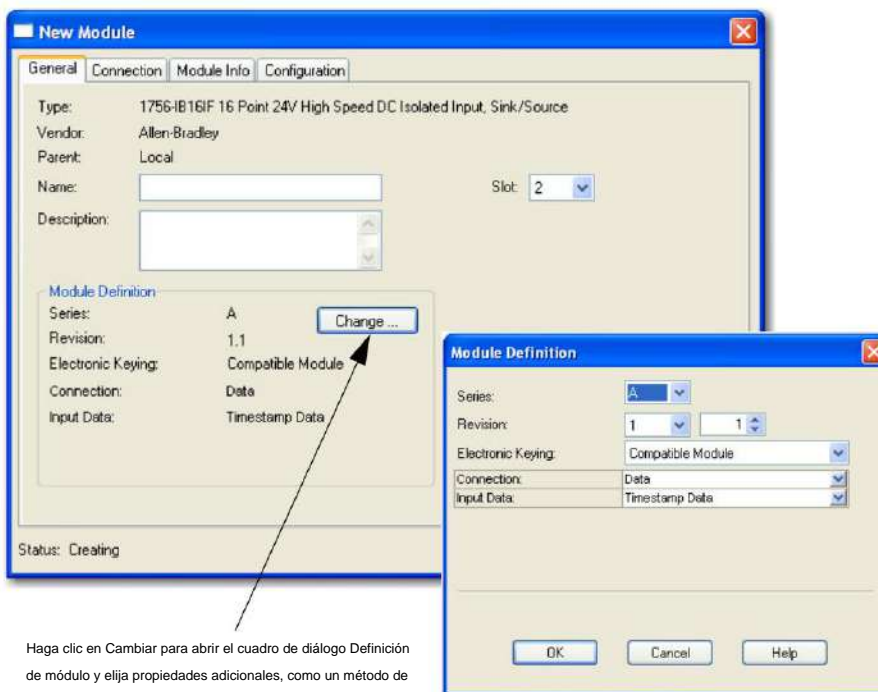 New Module
General Connection Module Info Configuration
Type: 1756-IB16IF 16 Point 24V High Speed DC Isolated Input, Sink/Source
Vendor: Allen-Bradley
Parent: Local
Name: Slot: 2
Description:
Module Definition
Series: A
Change ...
Revision: 1.1
Electronic Keying: Compatible Module
Connection: Data
Input Data: Timestamp Data
Status: Creating
Module Definition
Series: A
Revision: 1 1
Electronic Keying: Compatible Module
Connection: Data
Input Data: Timestamp Data
OK Cancel Help
Haga clic en Cambiar para abrir el cuadro de diálogo Definición
de módulo y elija propiedades adicionales, como un método de